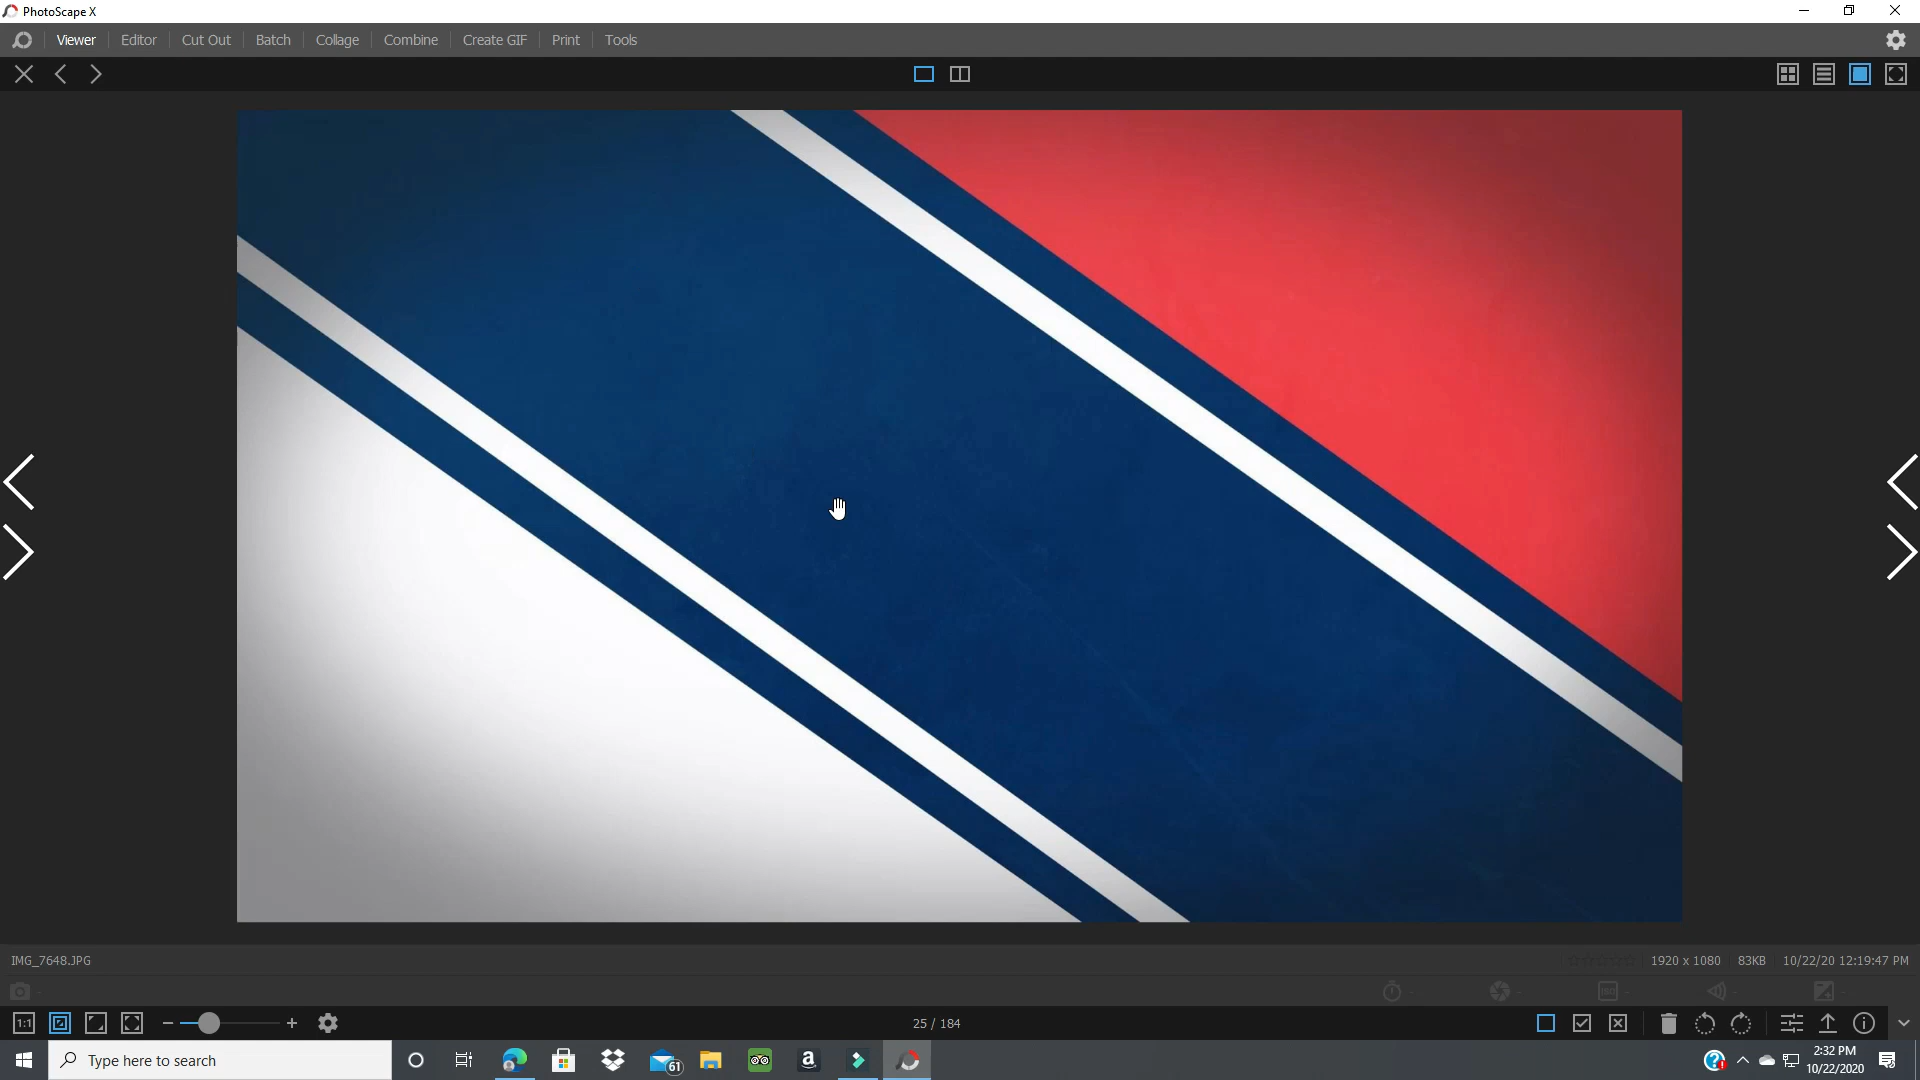 PhotoScape X
Viewer Editor Cut Out Batch Collage Combine Create GIF Print Tools
IMG_7648.JPG 1920 x 1080 83KB 10/22/20 12:19:47 PM
1:1 25 / 184
Type here to search 61 a 2:32 PM
10/22/2020